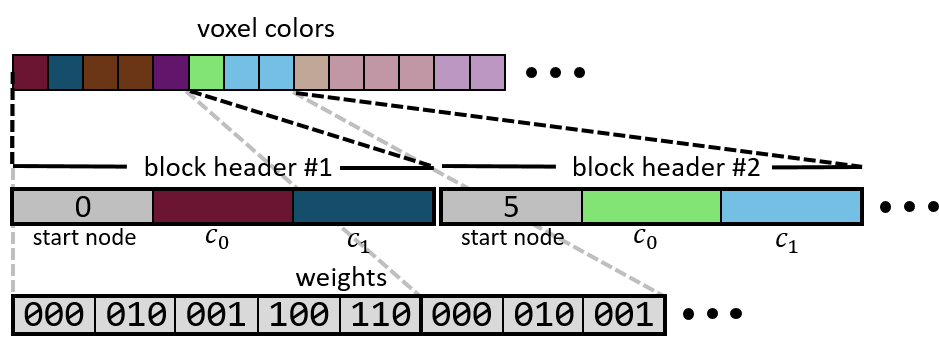 voxel colors
block header #1 block header #2
0 5
start node c₀ c₁ start node c₀ c₁
weights
000 010 001 100 110 000 010 001